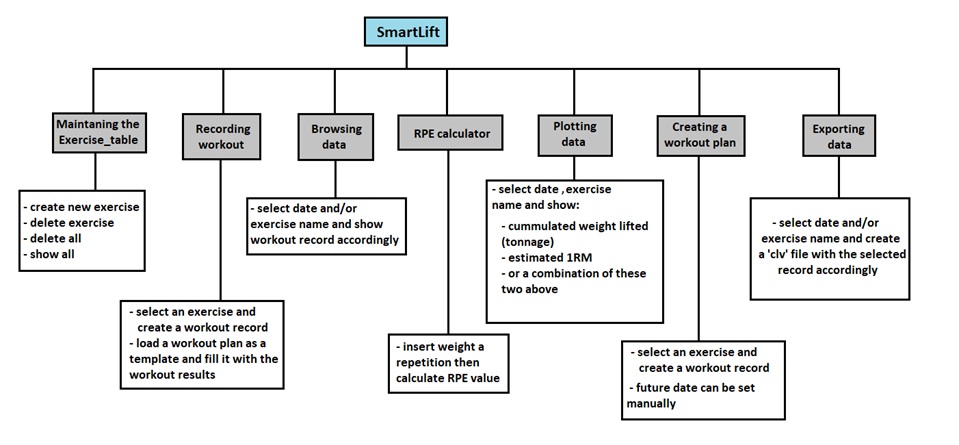 SmartLift
Maintaning the
Exercise_table
Recording
workout
Browsing
data
RPE calculator
Plotting
data
Creating a
workout plan
Exporting
data
- create new exercise
- delete exercise
- delete all
- show all
- select an exercise and
create a workout record
- load a workout plan as a
template and fill it with the
workout results
- select date and/or
exercise name and show
workout record accordingly
- insert weight a
repetition then
calculate RPE value
- select date ,exercise
name and show:
- cummulated weight lifted
(tonnage)
- estimated 1RM
- or a combination of these
two above
- select an exercise and
create a workout record
- future date can be set
manually
- select date and/or
exercise name and create
a 'clv' file with the selected
record accordingly